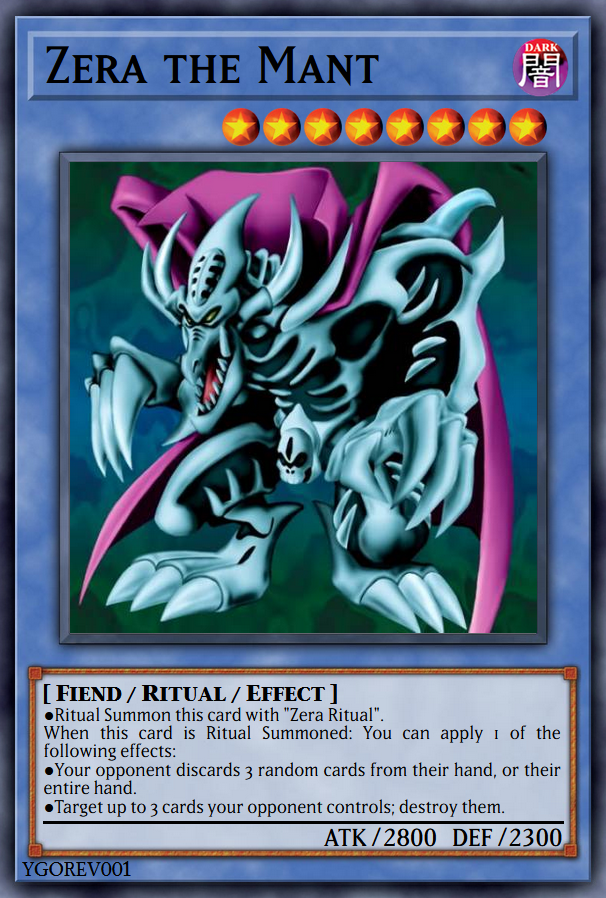 Zera the Mant
DARK
闇
[ Fiend / Ritual / Effect ]
●Ritual Summon this card with "Zera Ritual".
When this card is Ritual Summoned: You can apply 1 of the
following effects:
●Your opponent discards 3 random cards from their hand, or their
entire hand.
●Target up to 3 cards your opponent controls; destroy them.
ATK/2800 DEF/2300
YGOREV001